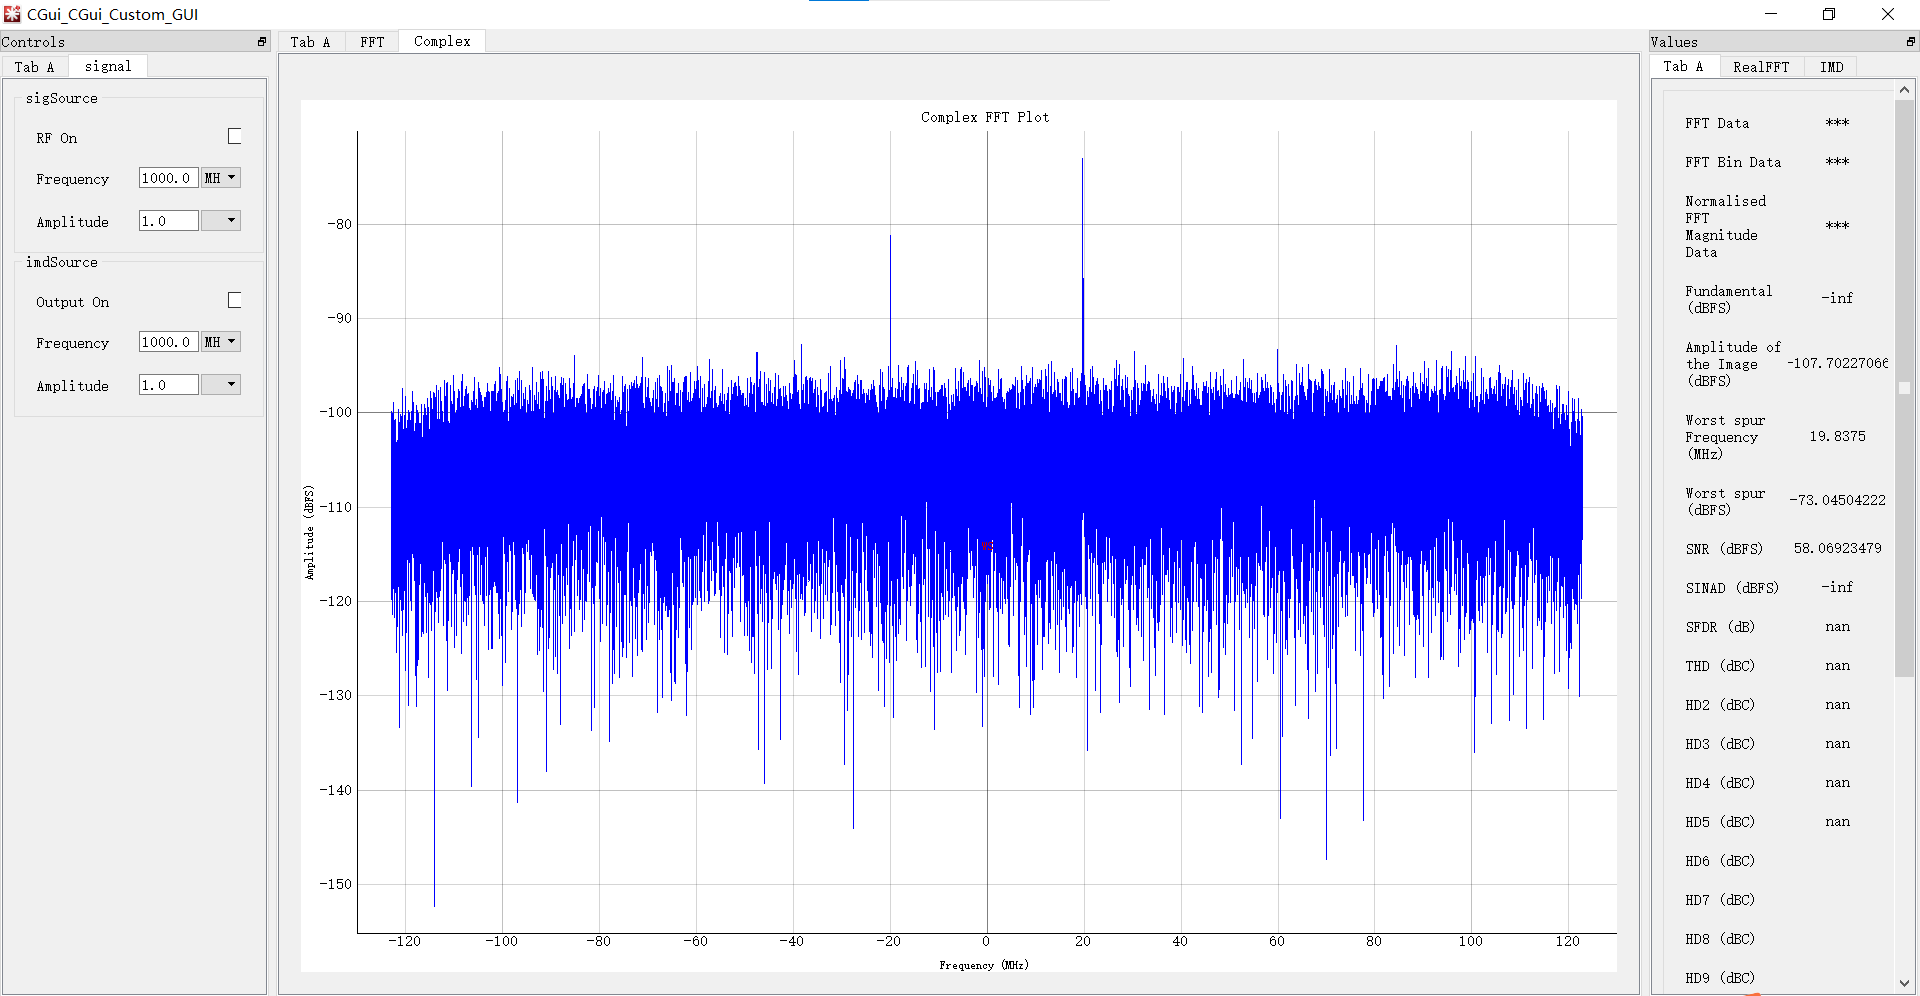 CGui_CGui_Custom_GUI
Controls
Tab A
signal
sigSource
RF On
Frequency
1000.0
MH
Amplitude
1.0
imdSource
Output On
Frequency
1000.0
MH
Amplitude
1.0
Tab A
FFT
Complex
Complex FFT Plot
-80
-90
-100
-110
-120
-130
-140
-150
Amplitude (dBFS)
-120
-100
-80
-60
-40
-20
0
20
40
60
80
100
120
Frequency (MHz)
Values
Tab A
RealFFT
IMD
FFT Data
***
FFT Bin Data
***
Normalised
FFT
Magnitude
Data
***
Fundamental
(dBFS)
-inf
Amplitude of
the Image
(dBFS)
-107.70227066
Worst spur
Frequency
(MHz)
19.8375
Worst spur
(dBFS)
-73.04504222
SNR (dBFS)
58.06923479
SINAD (dBFS)
-inf
SFDR (dB)
nan
THD (dBC)
nan
HD2 (dBC)
nan
HD3 (dBC)
nan
HD4 (dBC)
nan
HD5 (dBC)
nan
HD6 (dBC)
HD7 (dBC)
HD8 (dBC)
HD9 (dBC)